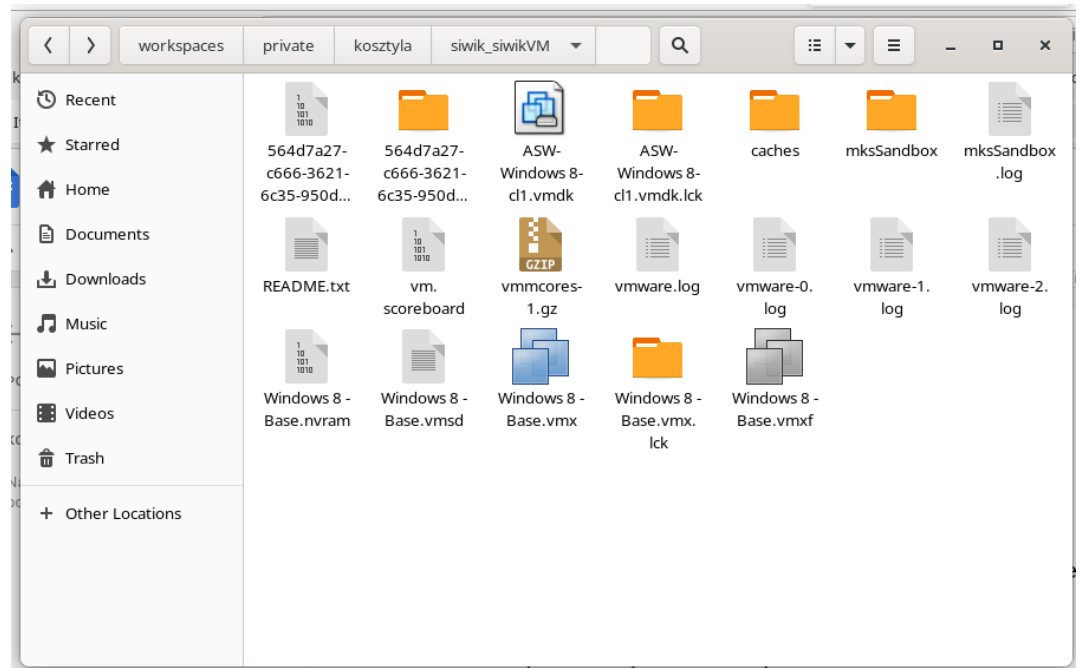 workspaces
private
kosztyla
siwik_siwikVM
Recent
Starred
Home
Documents
Downloads
Music
Pictures
Videos
Trash
Other Locations
564d7a27-
c666-3621-
6c35-950d...
564d7a27-
c666-3621-
6c35-950d...
ASW-
Windows 8-
cl1.vmdk
ASW-
Windows 8-
cl1.vmdk.lck
caches
mksSandbox
mksSandbox
.log
README.txt
vm.
scoreboard
GZIP
vmmcores-
1.gz
vmware.log
vmware-0.
log
vmware-1.
log
vmware-2.
log
Windows 8 -
Base.nvram
Windows 8 -
Base.vmsd
Windows 8 -
Base.vmx
Windows 8 -
Base.vmx.
lck
Windows 8 -
Base.vmxf